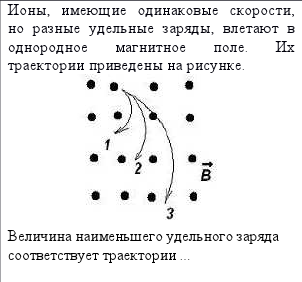 Ионы, имеющие одинаковые скорости,
но разные удельные заряды, влетают в
однородное магнитное поле. Их
траектории приведены на рисунке.
1
2
B
3
Величина наименьшего удельного заряда
соответствует траектории ...